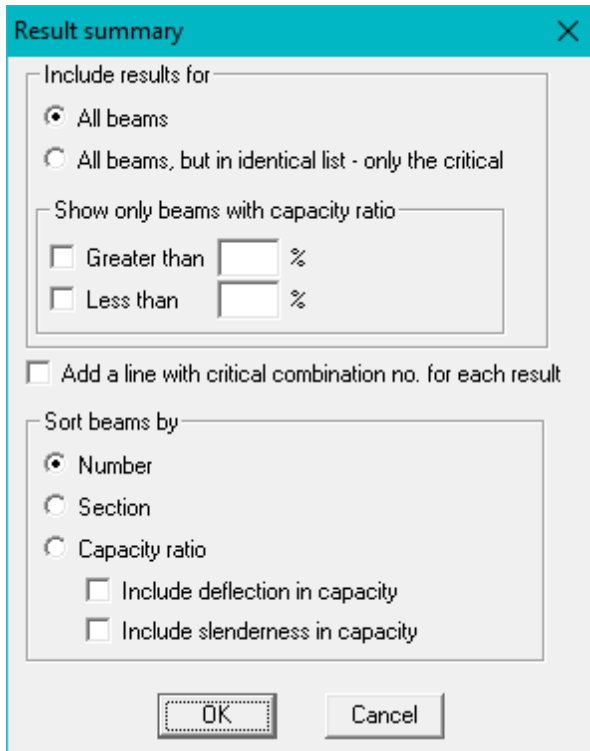 Result summary
Include results for
All beams
All beams, but in identical list - only the critical
Show only beams with capacity ratio
Greater than %
Less than %
Add a line with critical combination no. for each result
Sort beams by
Number
Section
Capacity ratio
Include deflection in capacity
Include slenderness in capacity
OK Cancel